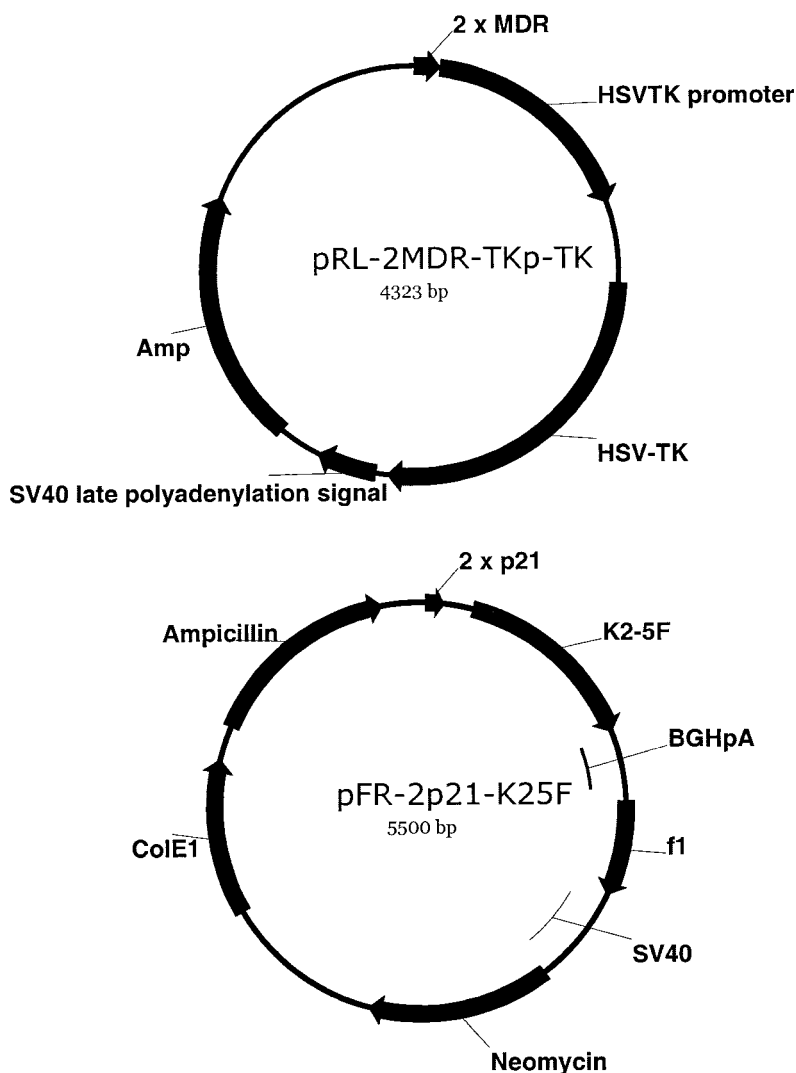 2 x MDR
HSVTK promoter
pRL-2MDR-TKp-TK
4323 bp
Amp
HSV-TK
SV40 late polyadenylation signal
2 x p21
Ampicillin
K2-5F
BGHpA
pFR-2p21-K25F
5500 bp
ColE1
f1
SV40
Neomycin